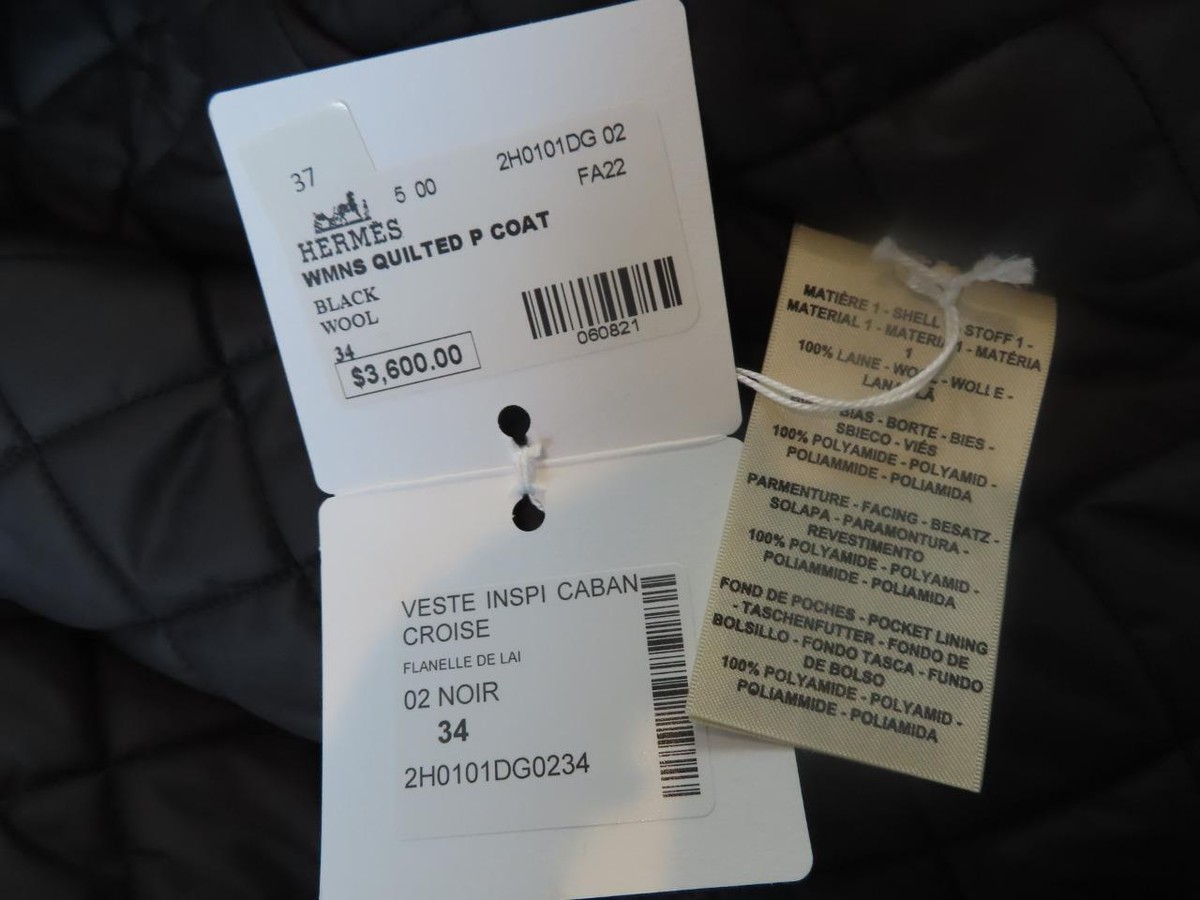 37
5 00
2H0101DG 02
FA22
HERMÈS
WMNS QUILTED P COAT
BLACK
WOOL
34
$3,600.00
060821
VESTE INSPI CABAN
CROISE
FLANELLE DE LAI
02 NOIR
34
2H0101DG0234
MATIÈRE 1 - SHELL STOFF 1 -
MATERIAL 1 - - MATÉRIA
1
100% LAINE - - WOLLE -
BIAS - BORTE - BIES -
SBIECO - VIÉS
100% POLYAMIDE - POLYAMID -
POLIAMMIDE - POLIAMIDA
PARMENTURE - FACING - BESATZ -
SOLAPA - PARAMONTURA -
REVESTIMENTO
100% POLYAMIDE - POLYAMID -
POLIAMMIDE - POLIAMIDA
FOND DE POCHES - POCKET LINING
- TASCHENFUTTER - FONDO DE
BOLSILLO - FONDO TASCA - FUNDO
DE BOLSO
100% POLYAMIDE - POLYAMID -
POLIAMMIDE - POLIAMIDA